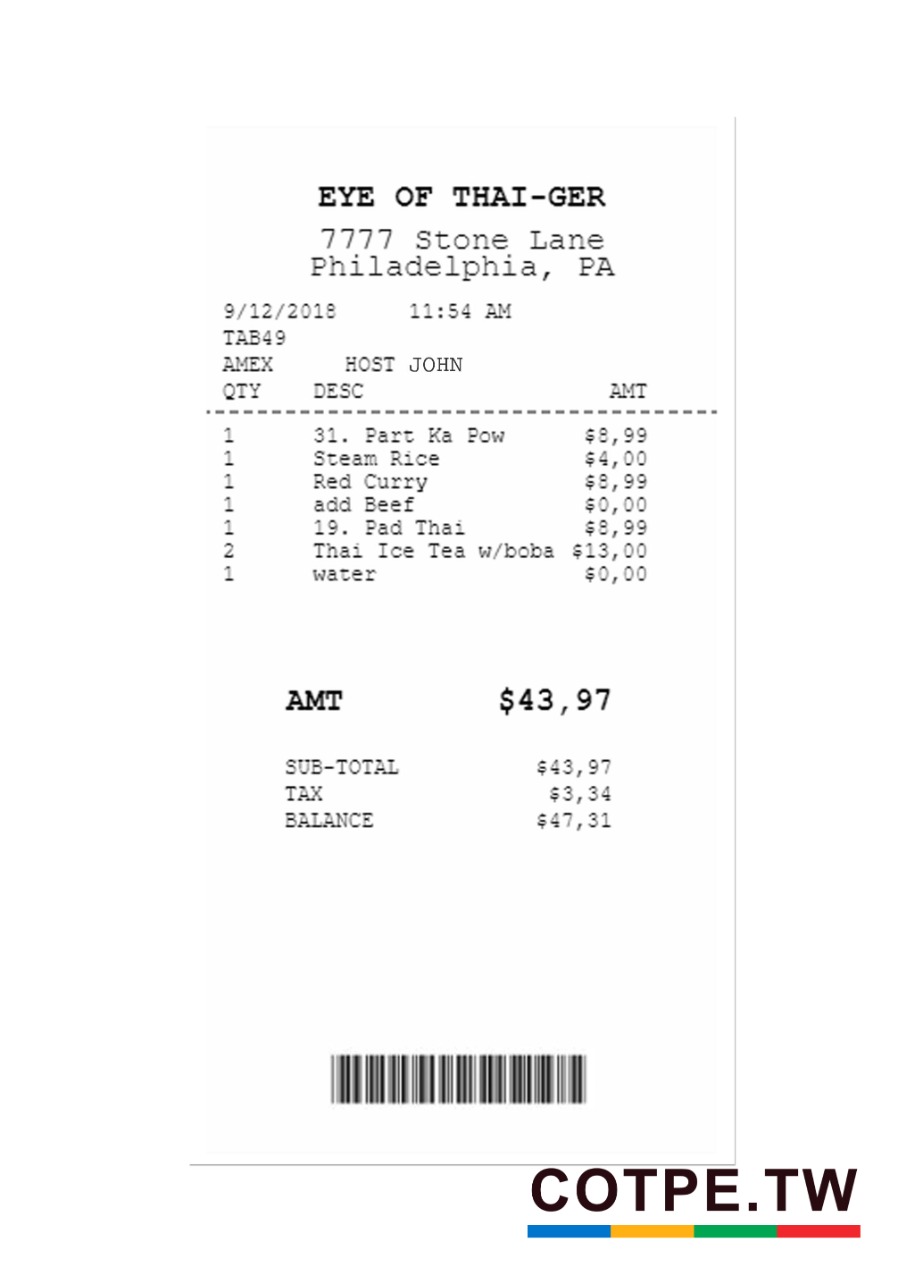 EYE OF THAI-GER
7777 Stone Lane
Philadelphia, PA
9/12/2018 11:54 AM
TAB49
AMEX HOST JOHN
QTY DESC AMT
1 31. Part Ka Pow $8,99
1 Steam Rice $4,00
1 Red Curry $8,99
1 add Beef $0,00
1 19. Pad Thai $8,99
2 Thai Ice Tea w/boba $13,00
1 water $0,00
AMT $43,97
SUB-TOTAL $43,97
TAX $3,34
BALANCE $47,31
COTPE.TW